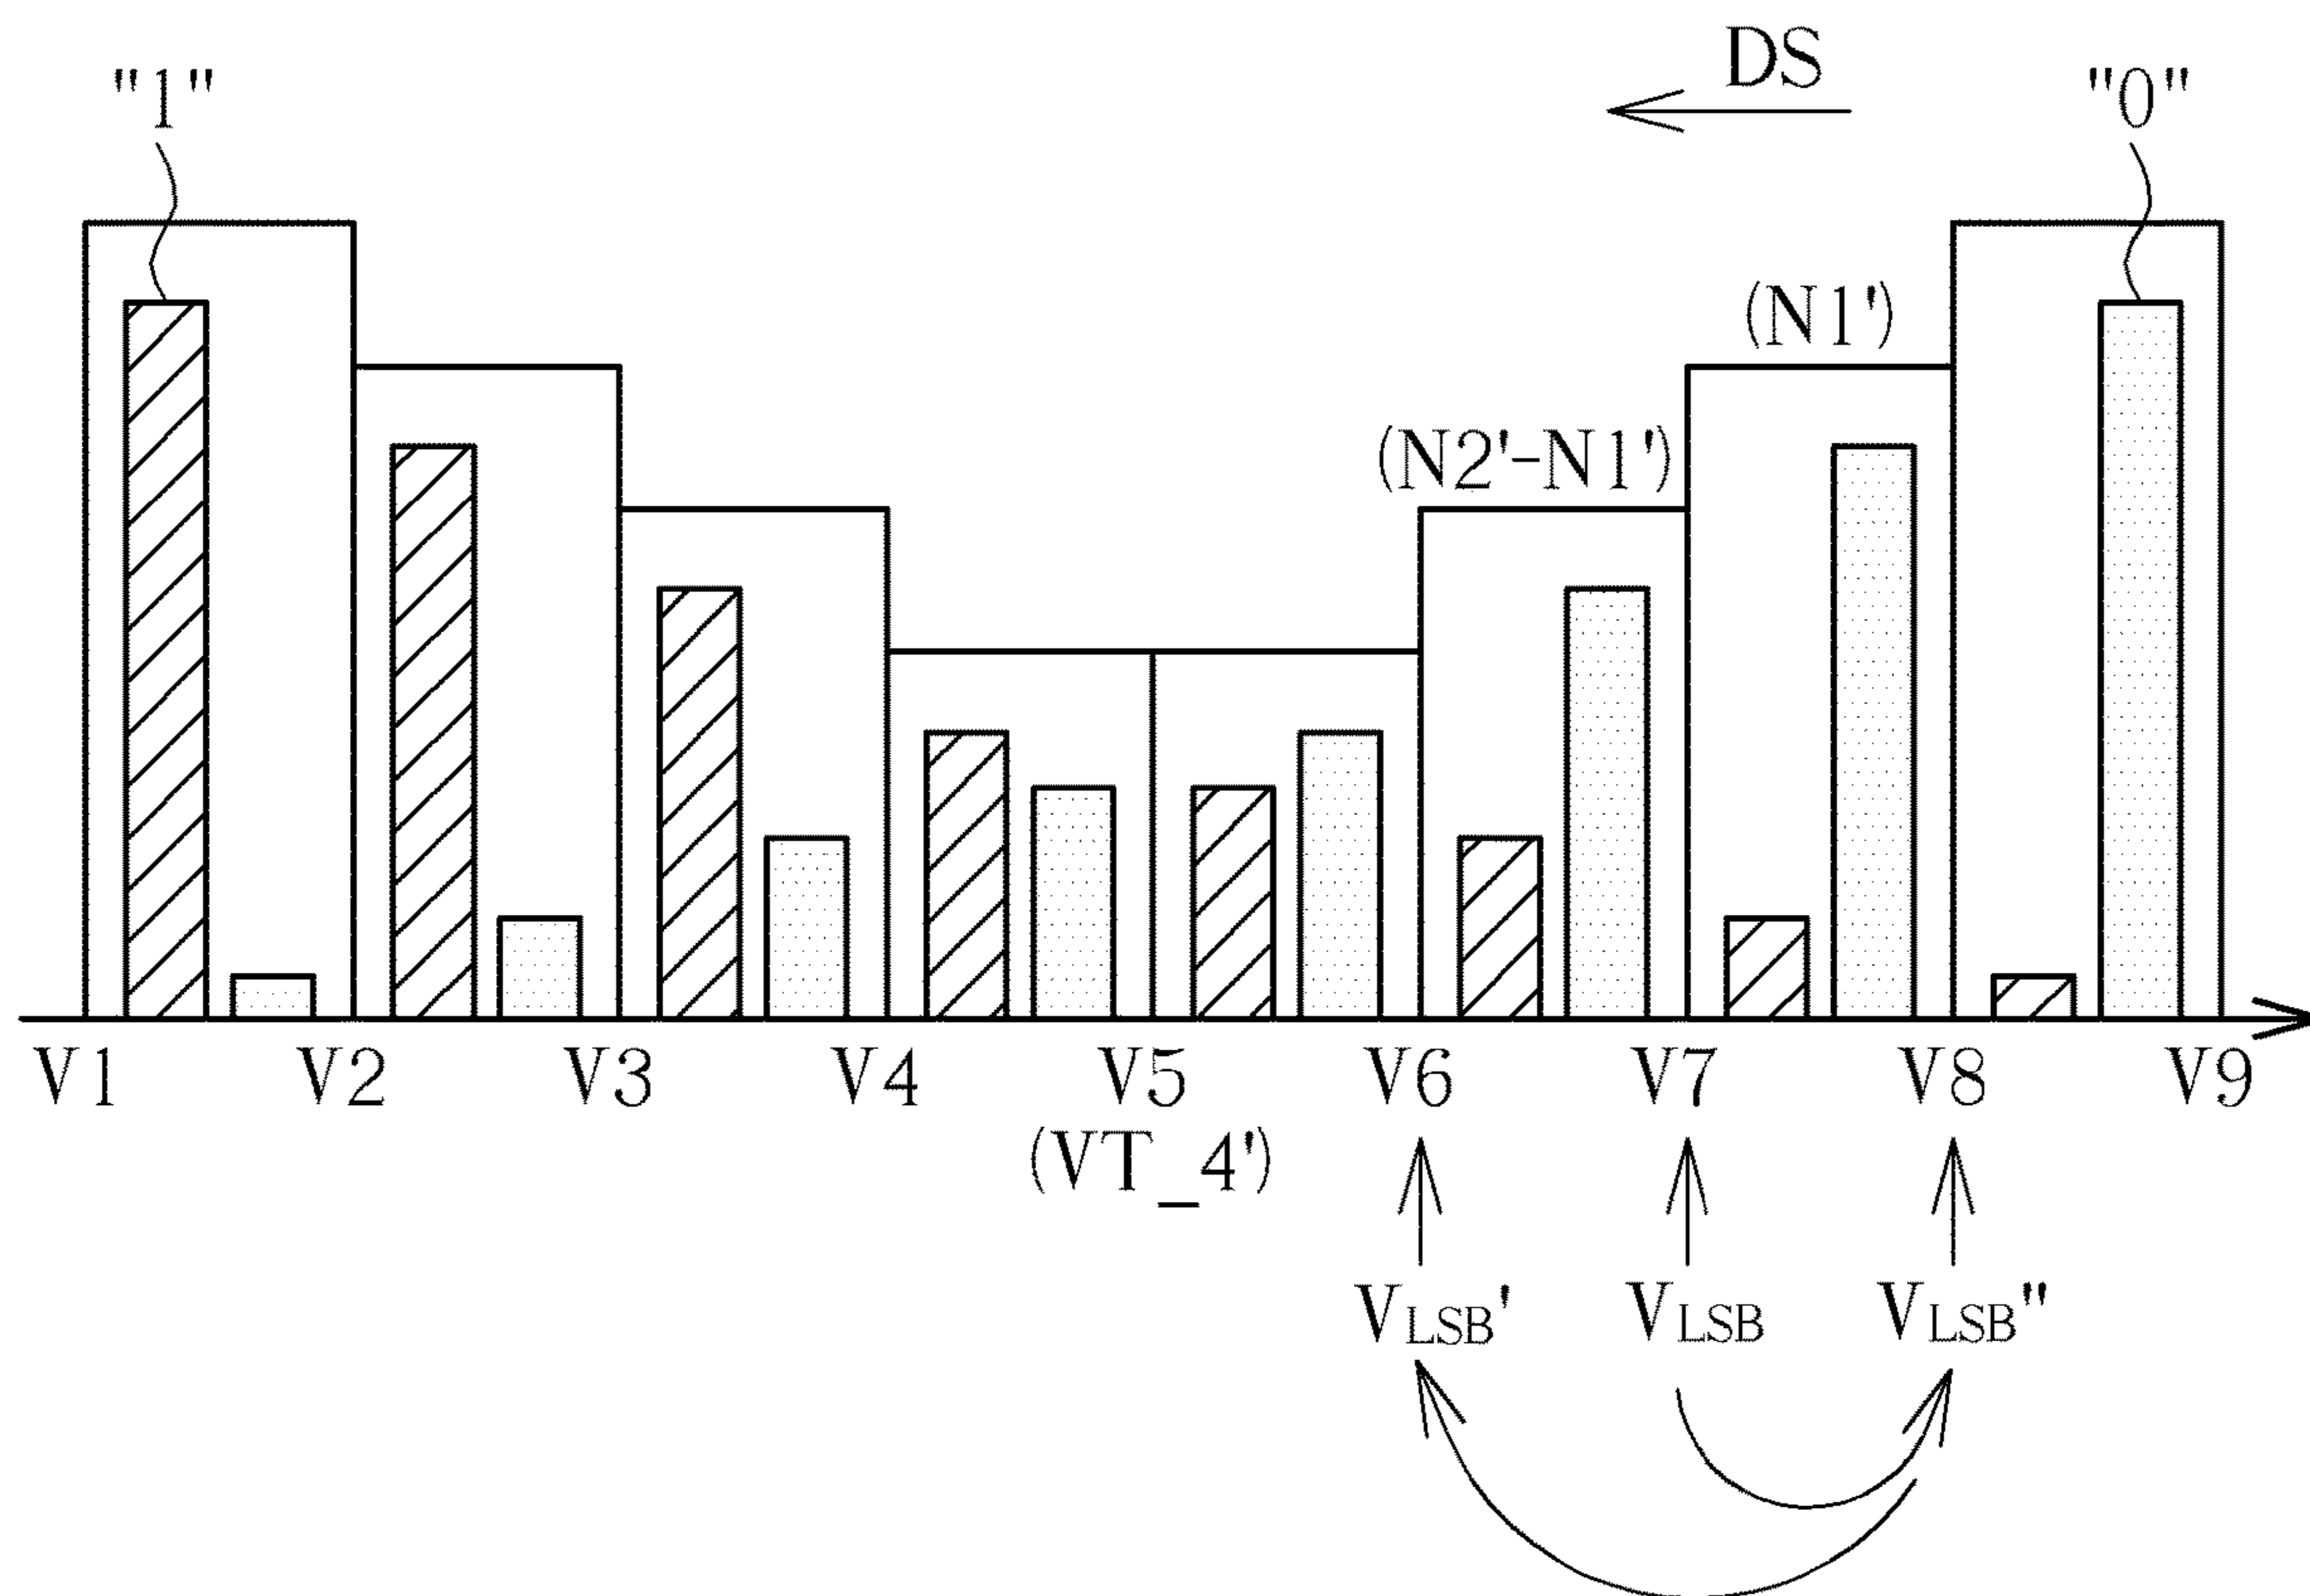 DS
"1"
"0"
(N1')
(N2'-N1')
V1 V2 V3 V4 V5 V6 V7 V8 V9
(VT_4')
VLSB' VLSB VLSB"